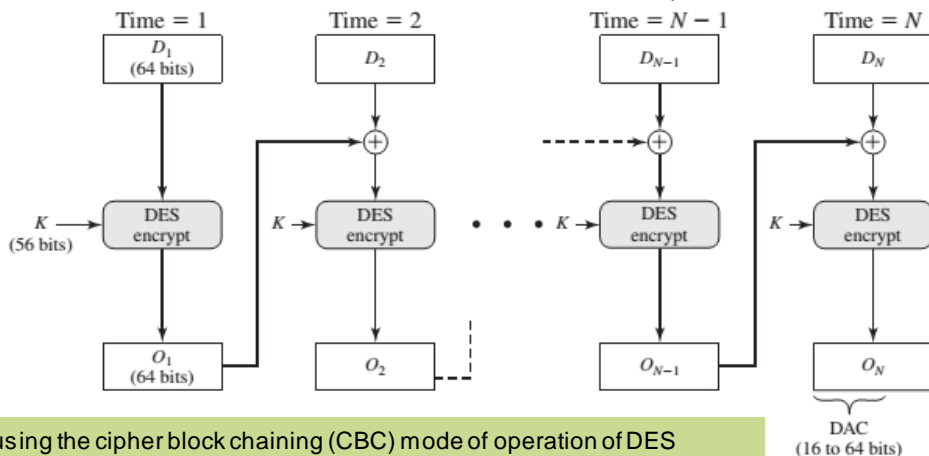 Time = 1 Time = 2 Time = N − 1 Time = N
D1 (64 bits) D2 DN−1 DN
+ + +
K (56 bits) DES encrypt K DES encrypt • • • K DES encrypt K DES encrypt
O1 (64 bits) O2 ON−1 ON
DAC
(16 to 64 bits)
using the cipher block chaining (CBC) mode of operation of DES